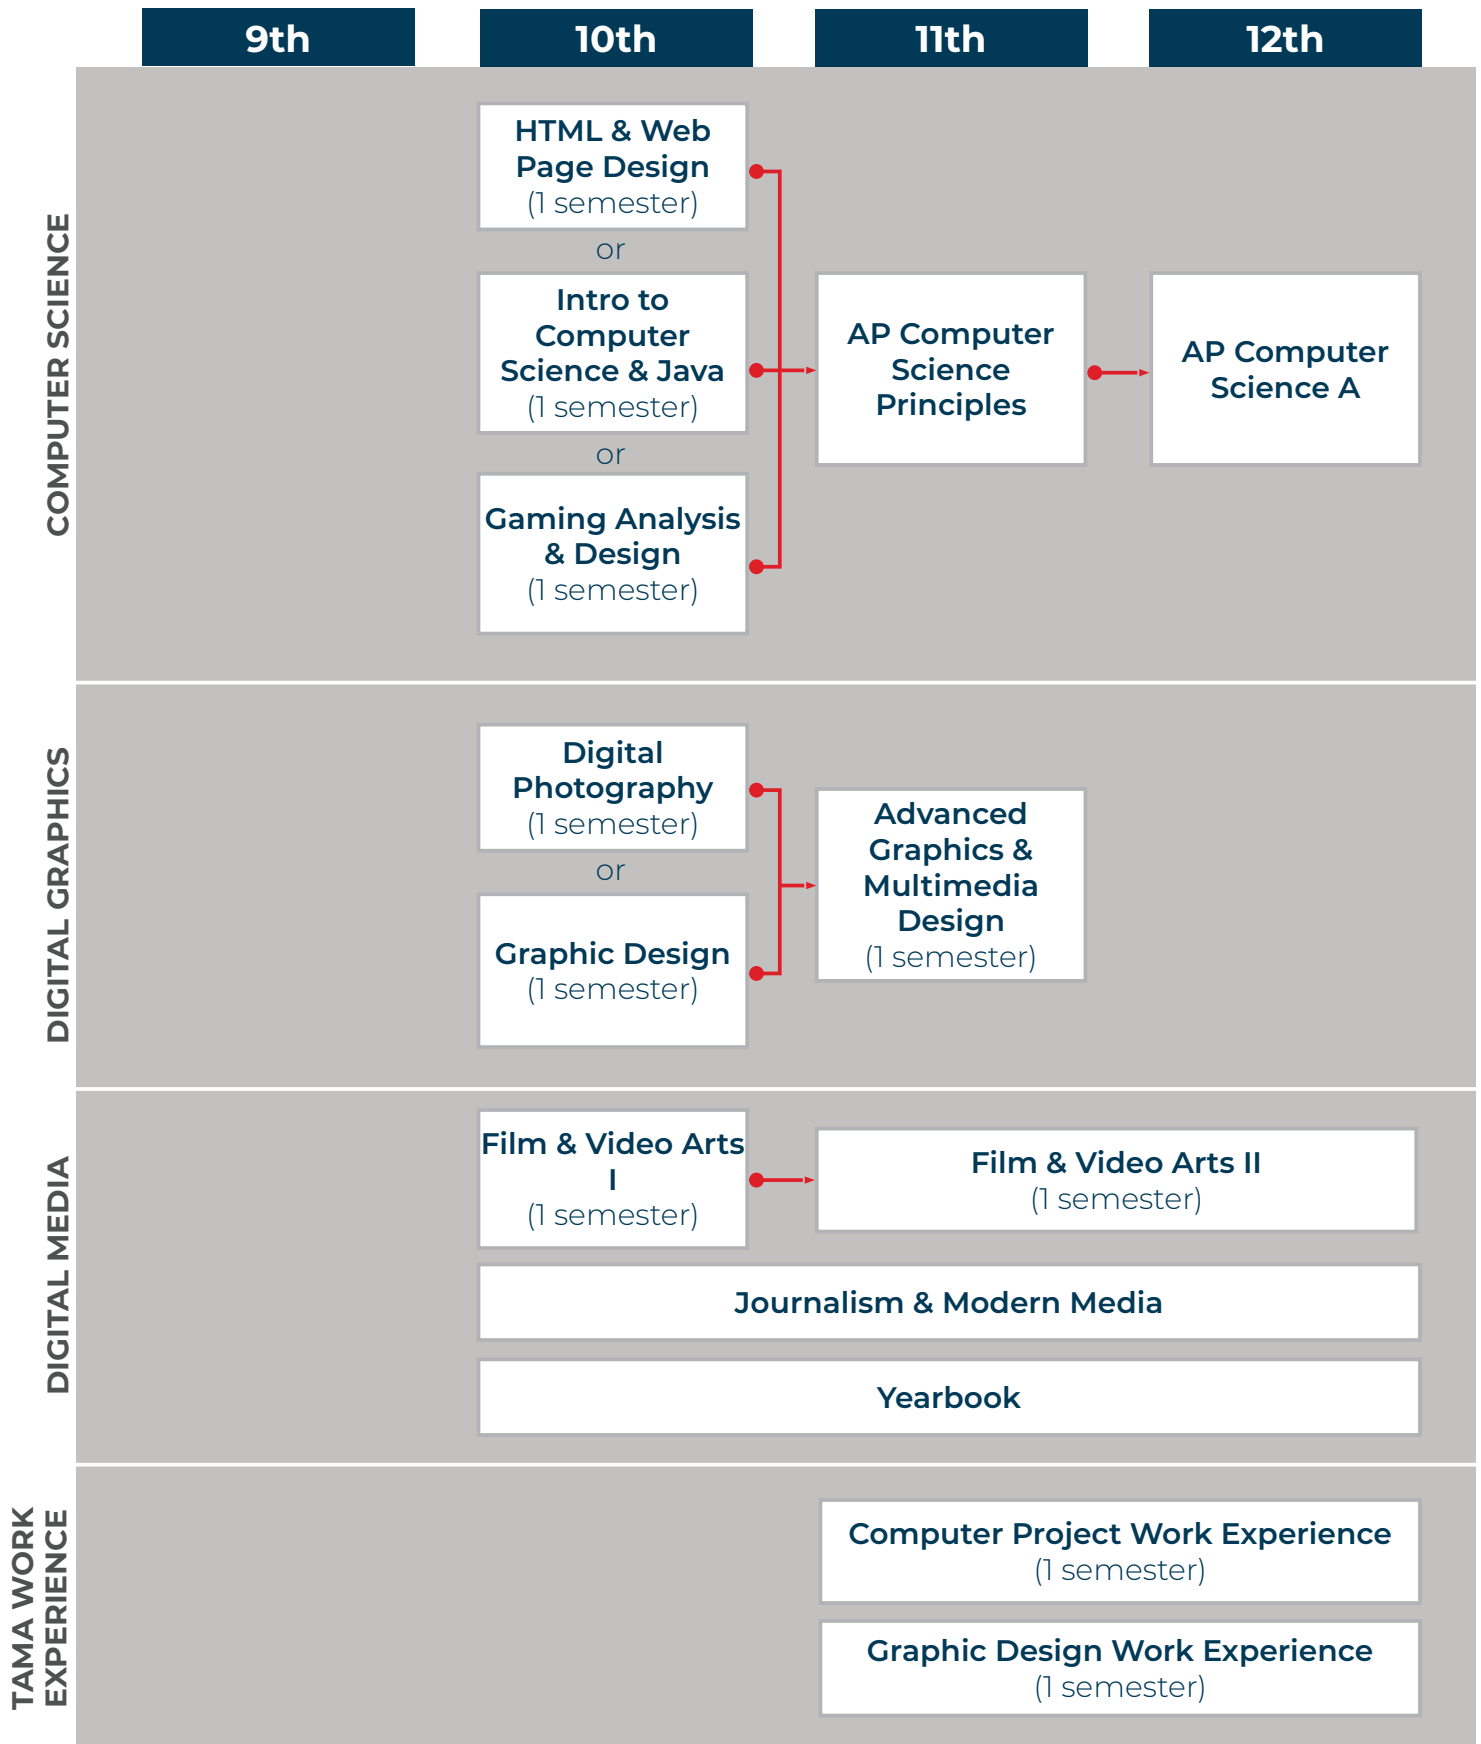 9th
10th
11th
12th
COMPUTER SCIENCE
HTML & Web
Page Design
(1 semester)
or
Intro to
Computer
Science & Java
(1 semester)
or
Gaming Analysis
& Design
(1 semester)
AP Computer
Science
Principles
AP Computer
Science A
DIGITAL GRAPHICS
Digital
Photography
(1 semester)
or
Graphic Design
(1 semester)
Advanced
Graphics &
Multimedia
Design
(1 semester)
DIGITAL MEDIA
Film & Video Arts
I
(1 semester)
Film & Video Arts II
(1 semester)
Journalism & Modern Media
Yearbook
TAMA WORK
EXPERIENCE
Computer Project Work Experience
(1 semester)
Graphic Design Work Experience
(1 semester)